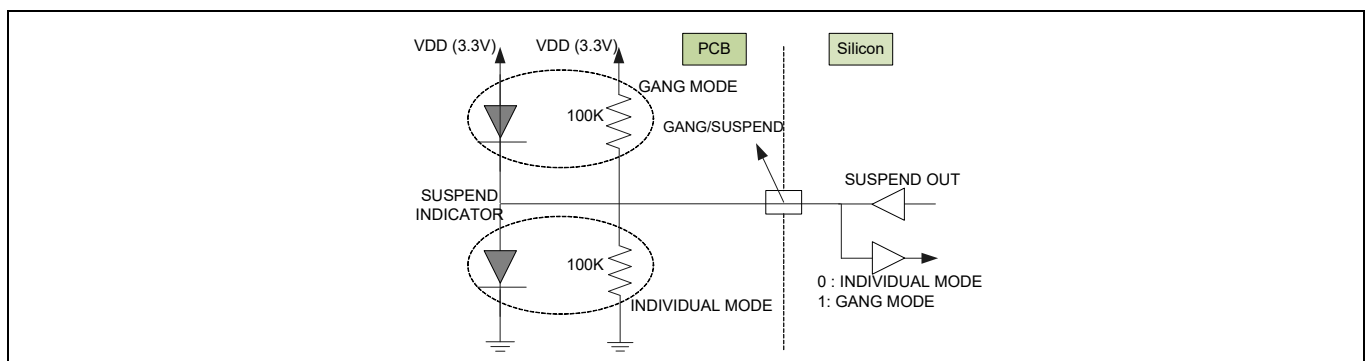 VDD (3.3V)
VDD (3.3V)
PCB
Silicon
GANG MODE
100K
GANG/SUSPEND
SUSPEND OUT
SUSPEND
INDICATOR
100K
0 : INDIVIDUAL MODE
1: GANG MODE
INDIVIDUAL MODE